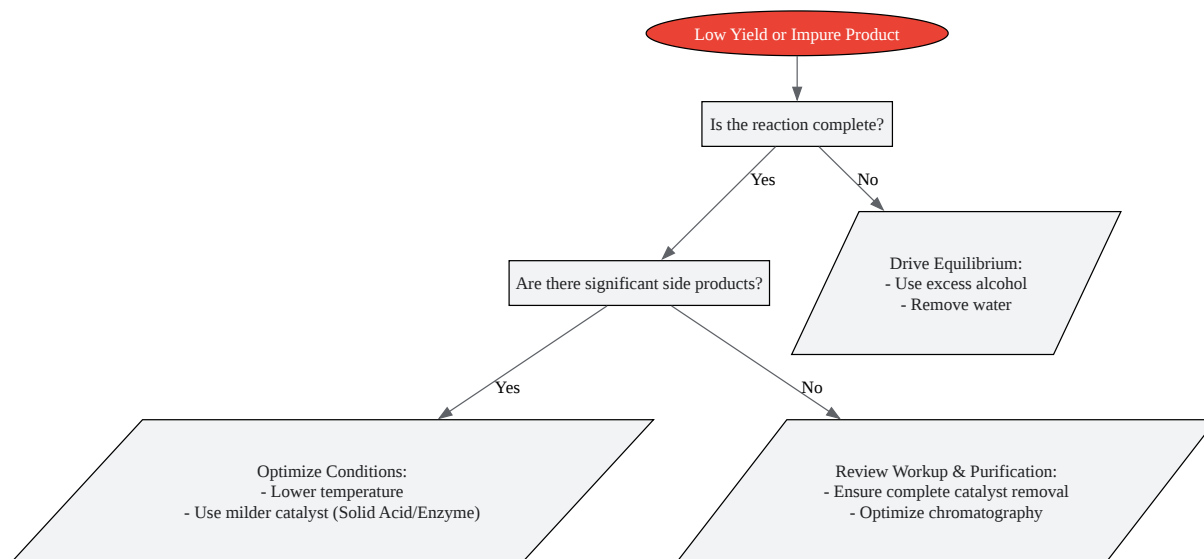 Low Yield or Impure Product
Is the reaction complete?
Yes
No
Drive Equilibrium:
- Use excess alcohol
- Remove water
Are there significant side products?
Yes
No
Optimize Conditions:
- Lower temperature
- Use milder catalyst (Solid Acid/Enzyme)
Review Workup & Purification:
- Ensure complete catalyst removal
- Optimize chromatography